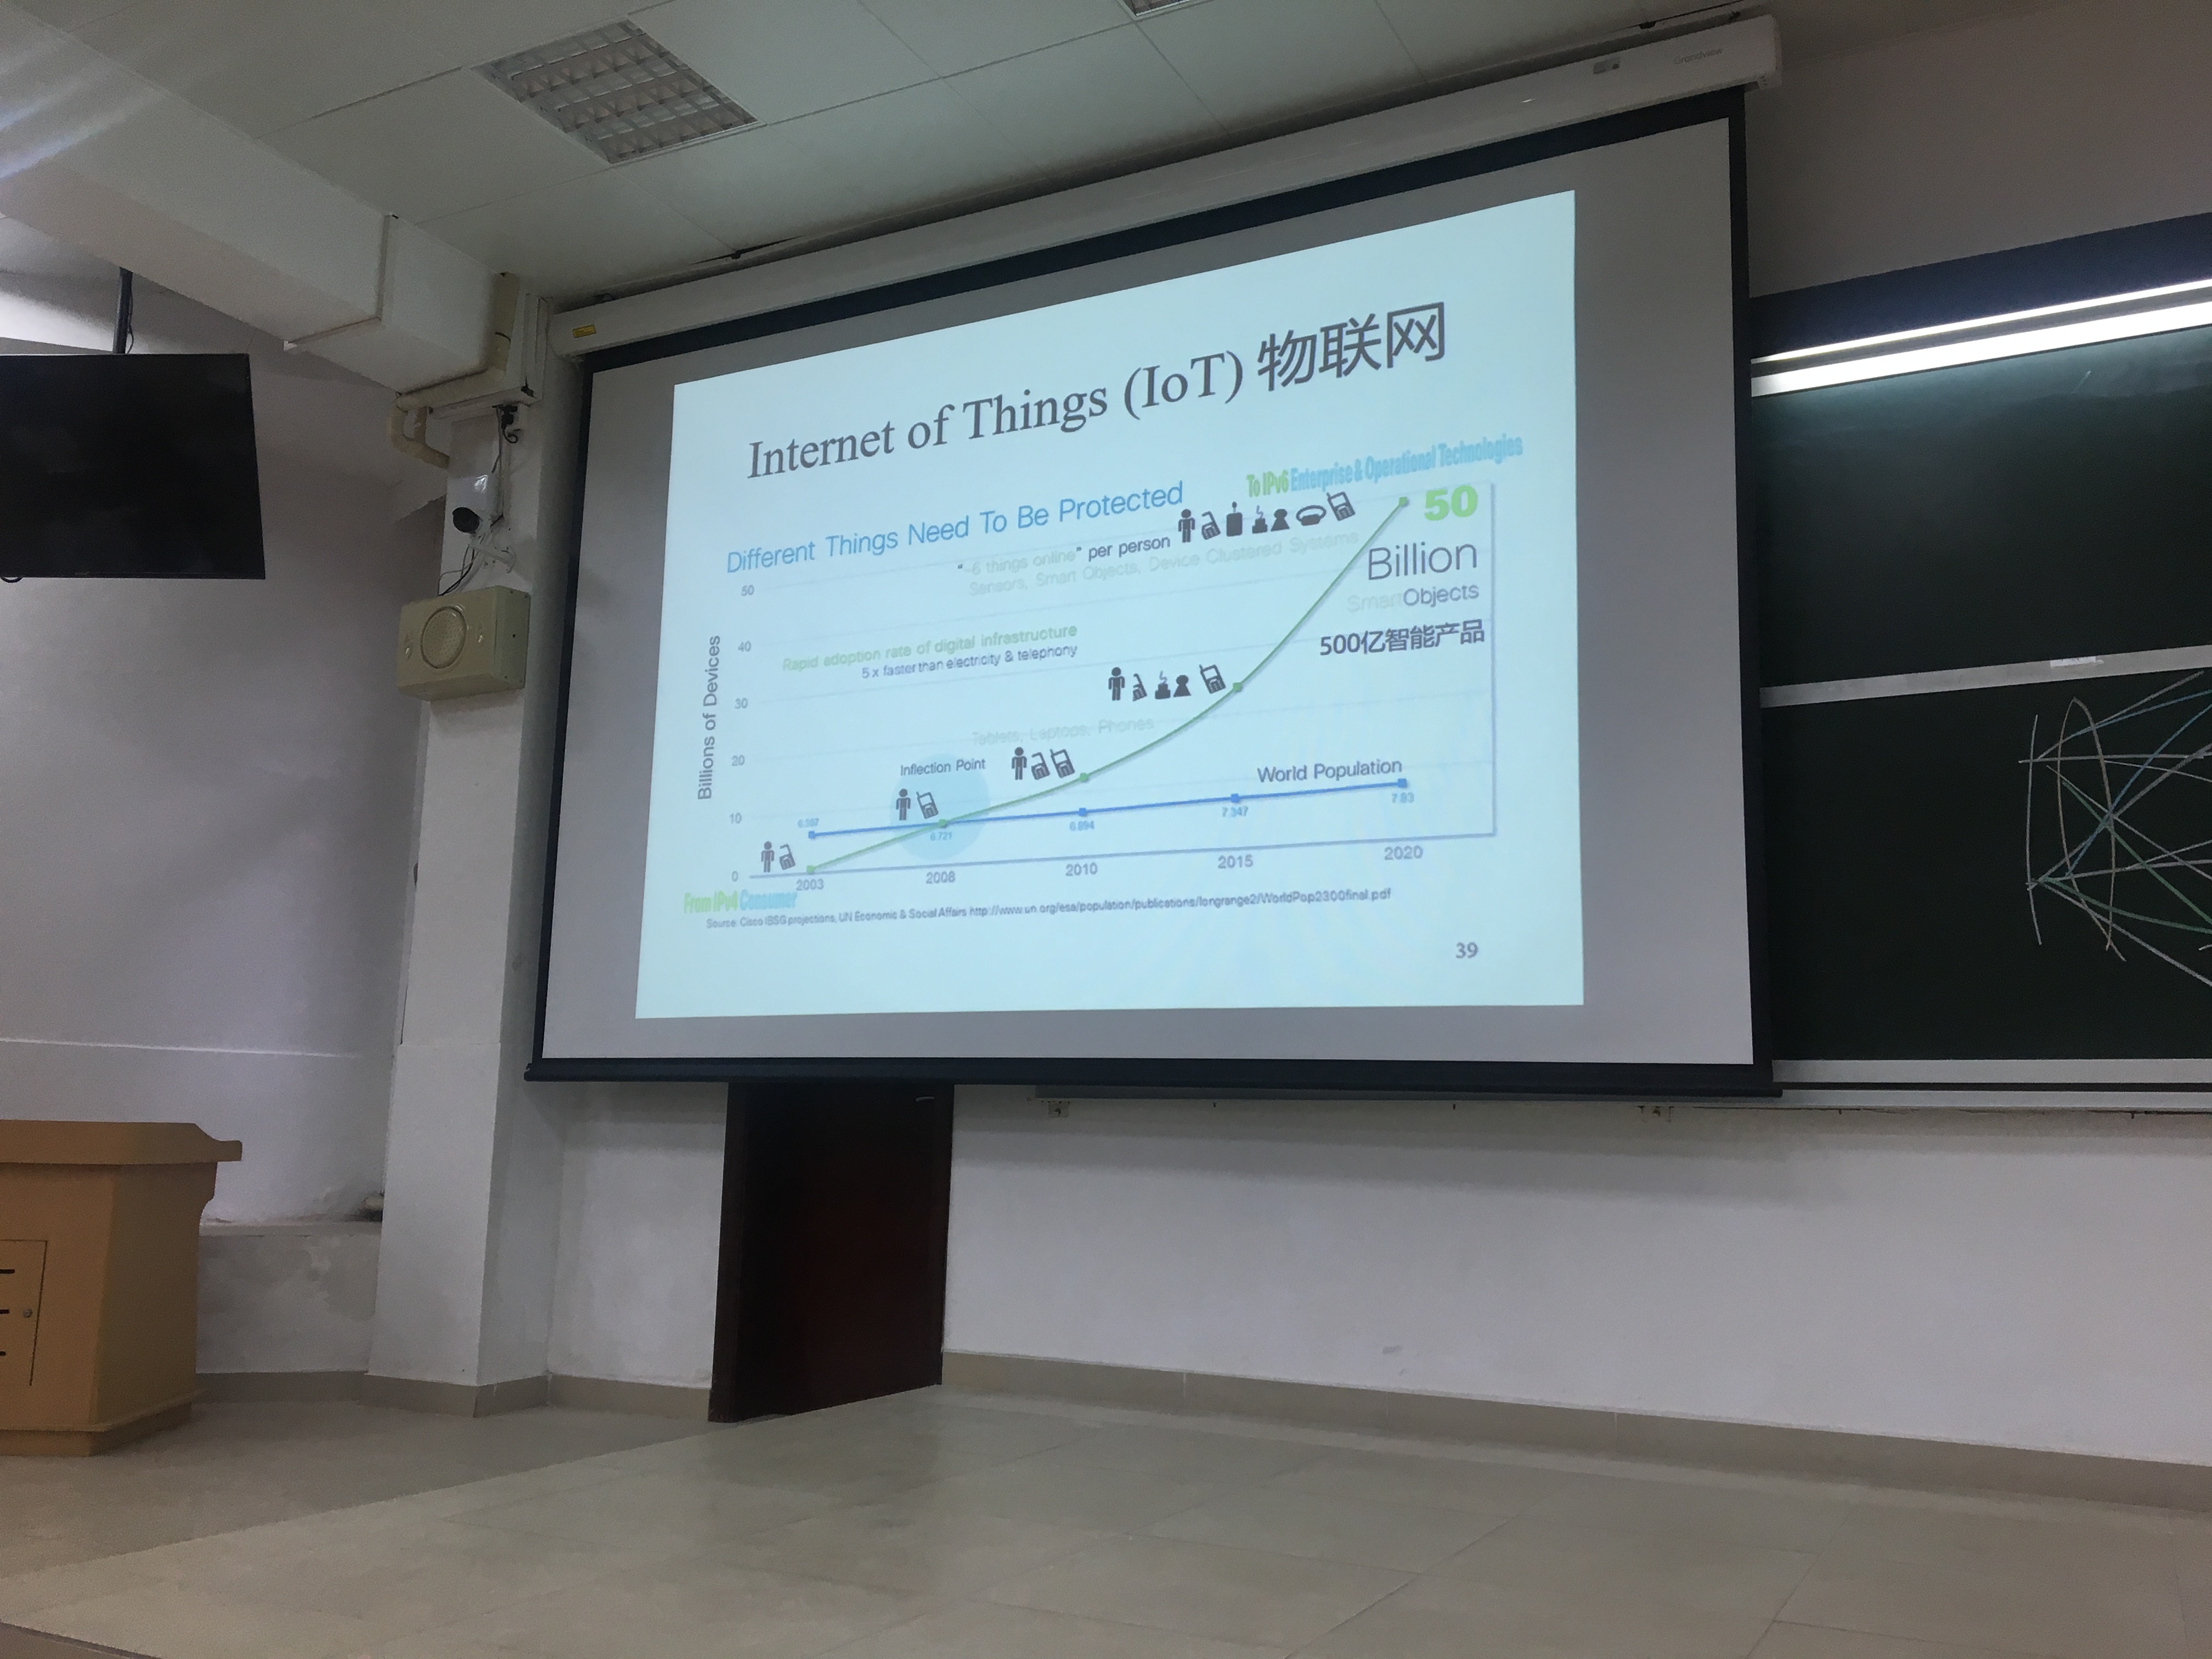 Grandview
Internet of Things (IoT) 物联网
To IPv6 Enterprise & Operational Technologies
Different Things Need To Be Protected
50
"6 things online" per person
Sensors, Smart Objects, Device Clustered Systems
Billion
Smart Objects
500亿智能产品
Rapid adoption rate of digital infrastructure
5 x faster than electricity & telephony
Tablets, Laptops, Phones
Inflection Point
World Population
Billions of Devices
50
40
30
20
10
0
6.307
6.721
6.894
7.347
7.83
2003
2008
2010
2015
2020
From IPv4 Consumer
Source: Cisco IBSG projections, UN Economic & Social Affairs http://www.un.org/esa/population/publications/longrange2/WorldPop2300final.pdf
39